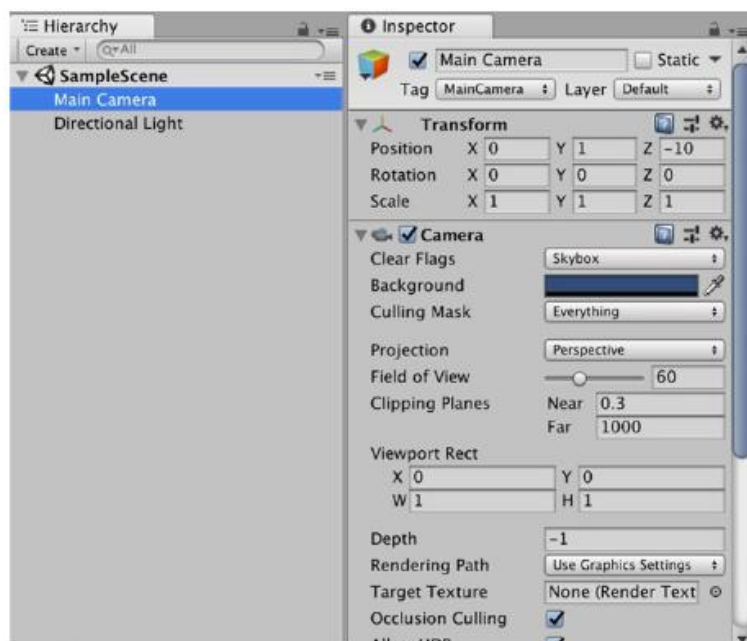 Hierarchy
Create
All
SampleScene
Main Camera
Directional Light
Inspector
Main Camera Static
Tag MainCamera Layer Default
Transform
Position X 0 Y 1 Z -10
Rotation X 0 Y 0 Z 0
Scale X 1 Y 1 Z 1
Camera
Clear Flags Skybox
Background
Culling Mask Everything
Projection Perspective
Field of View 60
Clipping Planes Near 0.3
Far 1000
Viewport Rect
X 0 Y 0
W 1 H 1
Depth -1
Rendering Path Use Graphics Settings
Target Texture None (Render Text
Occlusion Culling